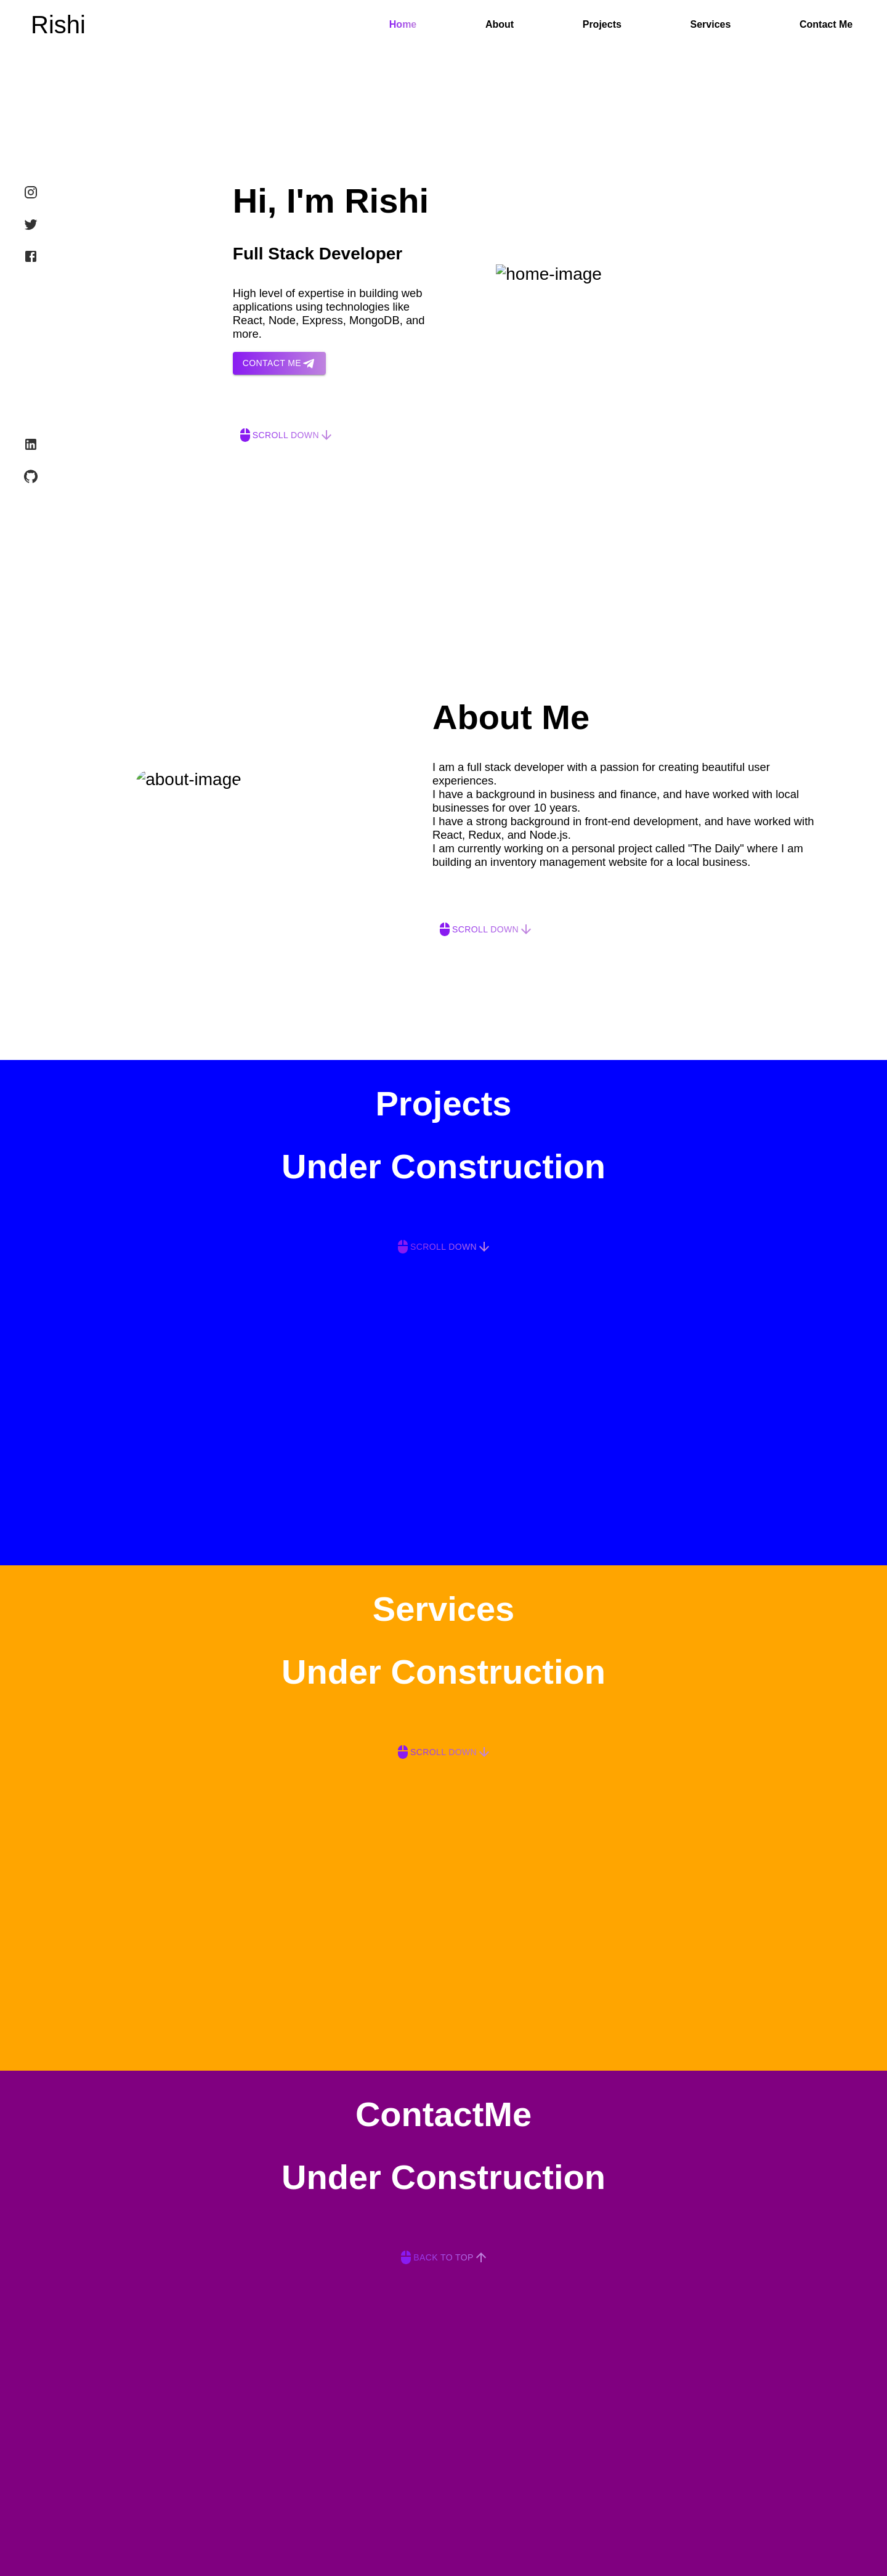 Rishi
Home
About
Projects
Services
Contact Me
Hi, I'm Rishi
Full Stack Developer
High level of expertise in building web
applications using technologies like
React, Node, Express, MongoDB, and
more.
CONTACT ME
home-image
SCROLL DOWN
About Me
about-image
I am a full stack developer with a passion for creating beautiful user
experiences.
I have a background in business and finance, and have worked with local
businesses for over 10 years.
I have a strong background in front-end development, and have worked with
React, Redux, and Node.js.
I am currently working on a personal project called "The Daily" where I am
building an inventory management website for a local business.
SCROLL DOWN
Projects
Under Construction
SCROLL DOWN
Services
Under Construction
SCROLL DOWN
ContactMe
Under Construction
BACK TO TOP